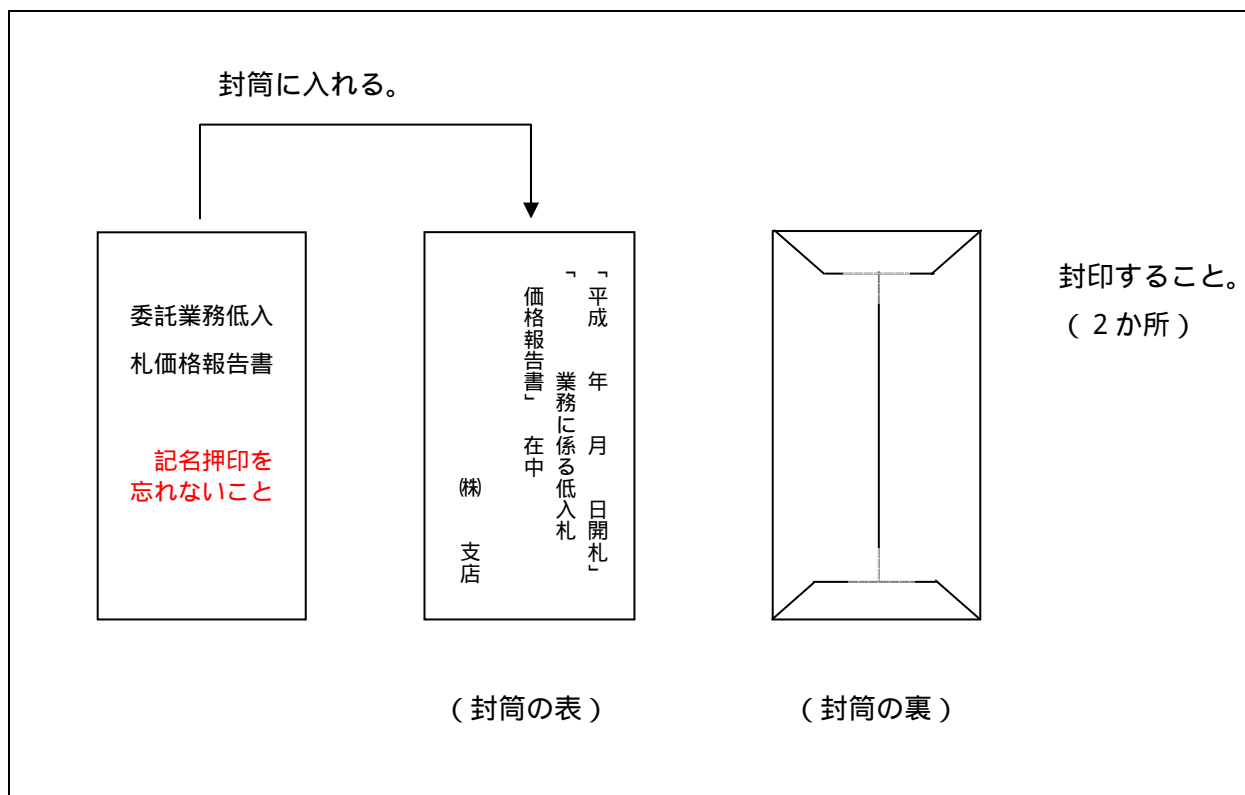 封筒に入れる。
委託業務低入
札価格報告書
記名押印を
忘れないこと
「平成　　年　　月　　日開札」
「　　　　業務に係る低入札
価格報告書」　在中
㈱　　支店
封印すること。
（２か所）
（封筒の表）
（封筒の裏）